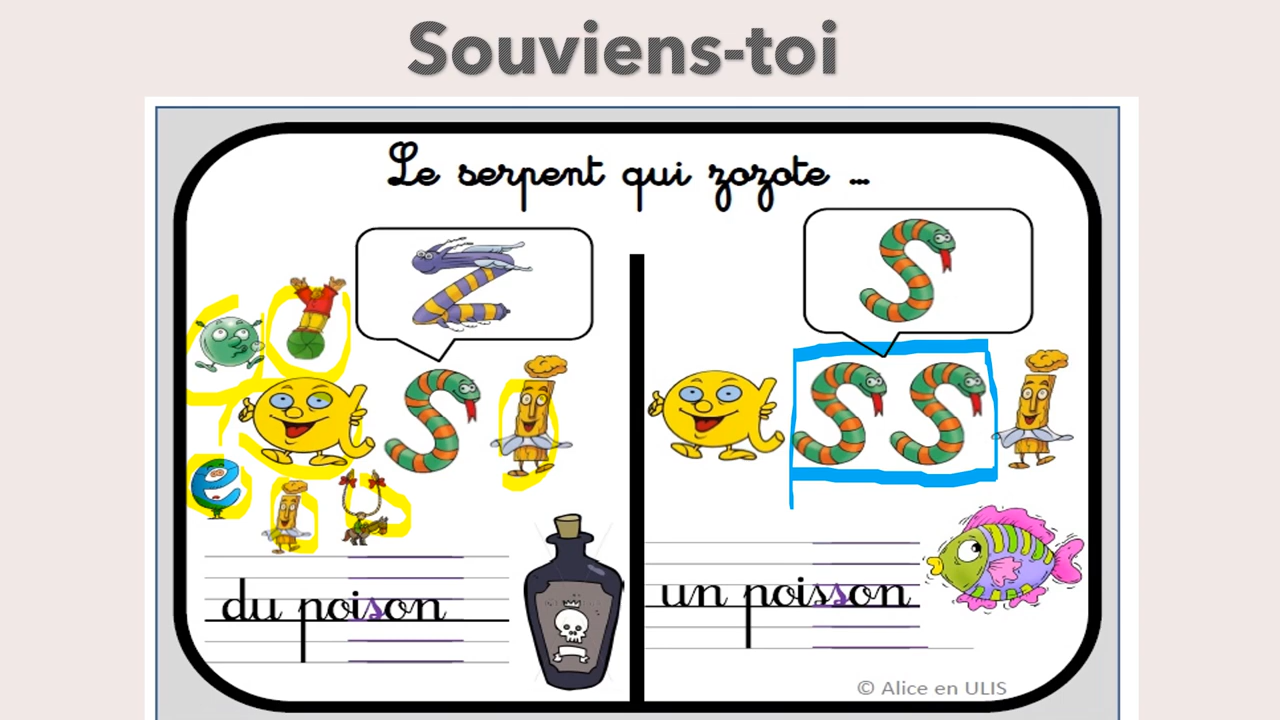 Souviens-toi
Le serpent qui zozote ...
du poison
un poisson
© Alice en ULIS